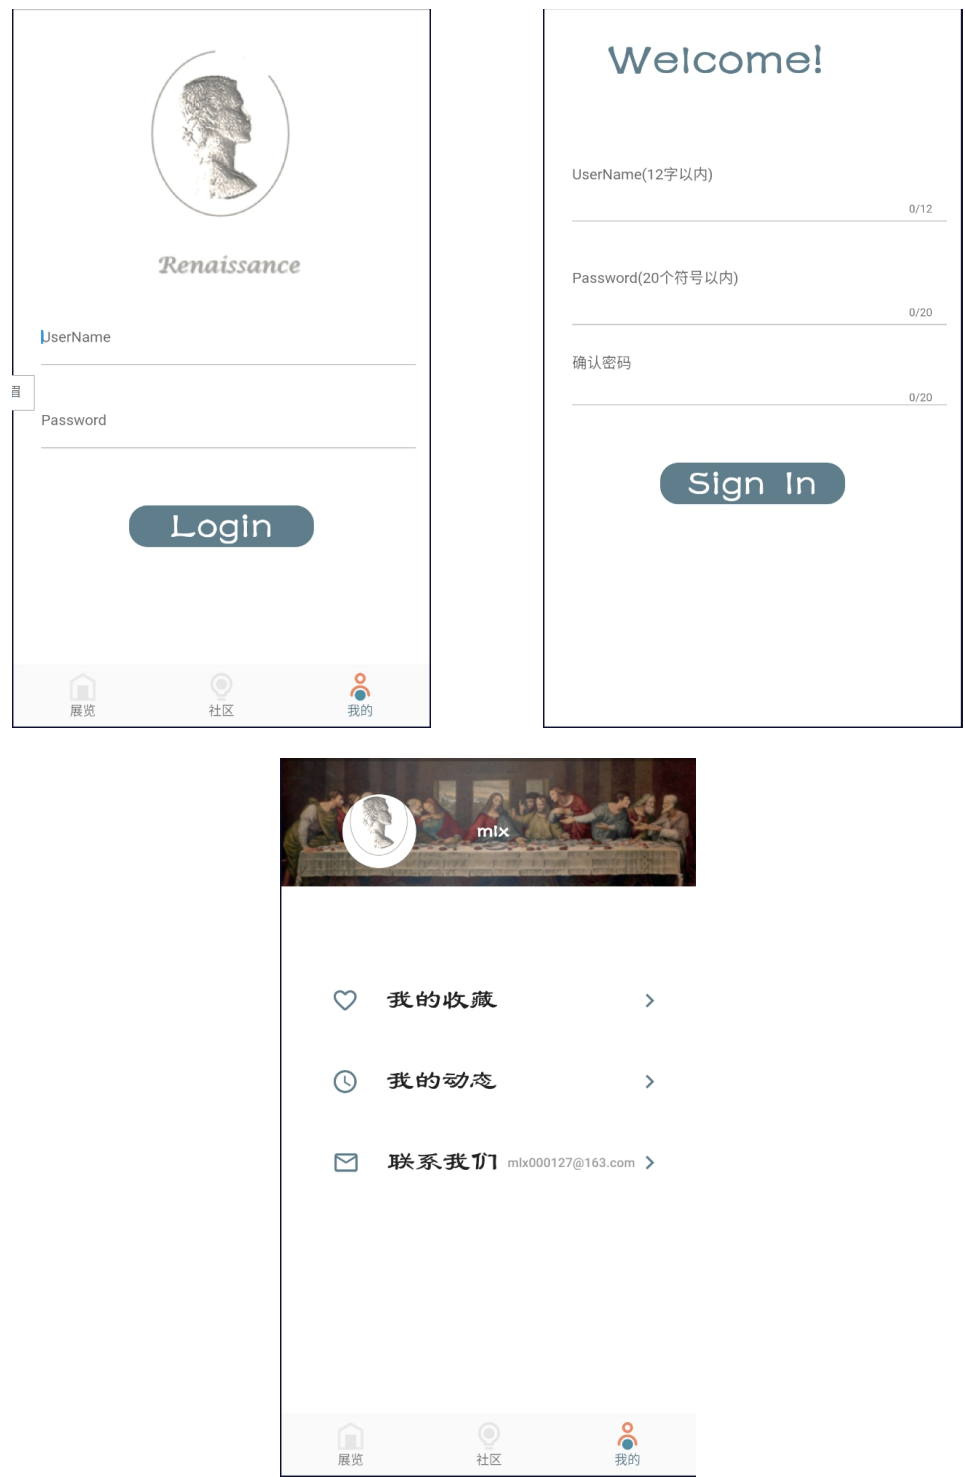 Renaissance
UserName
Password
Login
展览
社区
我的
Welcome!
UserName(12字以内)
0/12
Password(20个符号以内)
0/20
确认密码
0/20
Sign In
mlx
我的收藏
我的动态
联系我们 mlx000127@163.com
展览
社区
我的